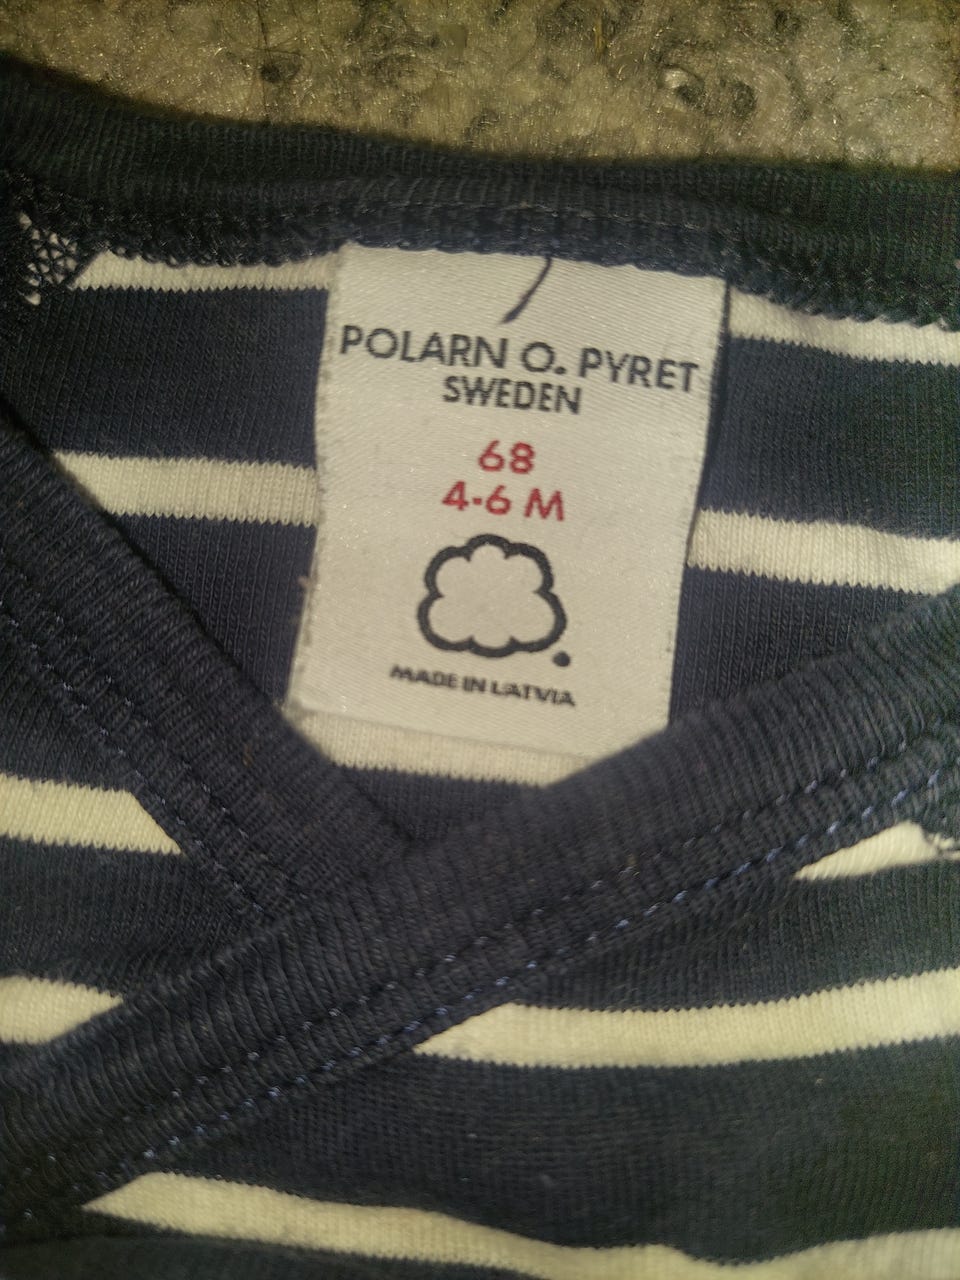 POLARN O. PYRET
SWEDEN
68
4-6 M
MADE IN LATVIA